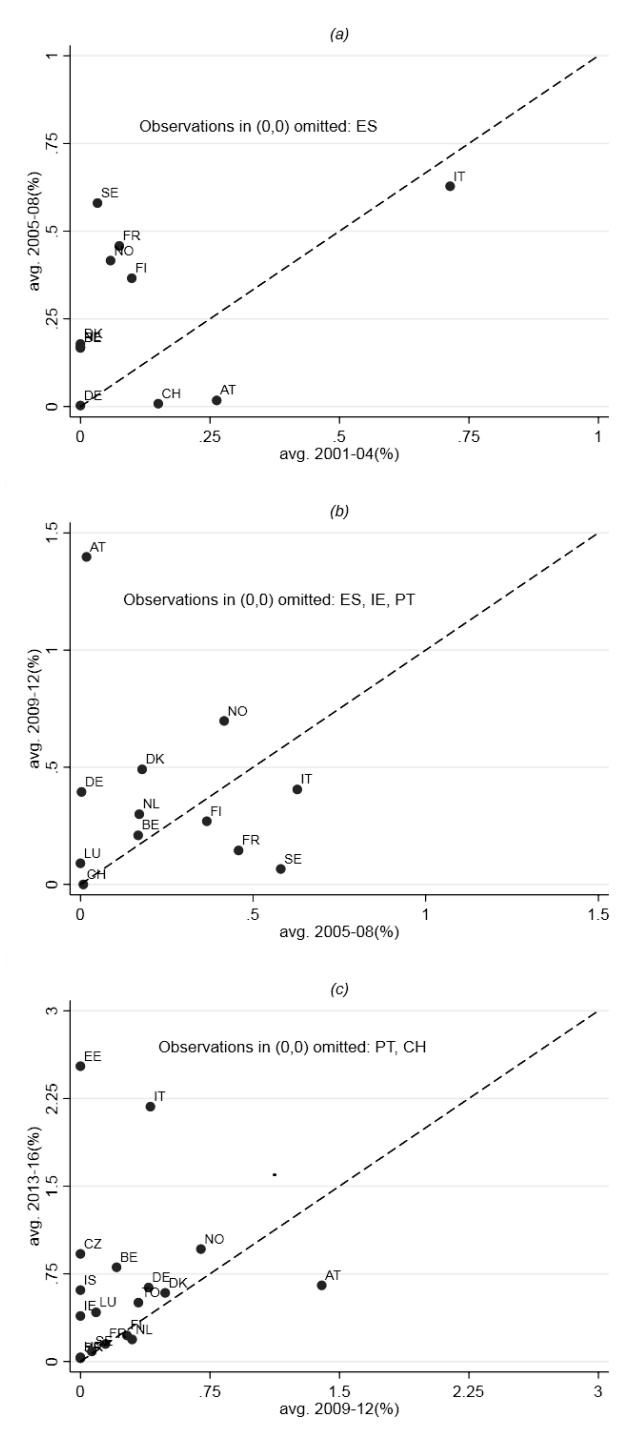 (a)
1
.75
.5
.25
0
avg. 2005-08(%)
Observations in (0,0) omitted: ES
IT
SE
FR
NO
FI
DK
BE
DE
CH
AT
0 .25 .5 .75 1
avg. 2001-04(%)
(b)
1.5
1
.5
0
avg. 2009-12(%)
AT
Observations in (0,0) omitted: ES, IE, PT
NO
DK
IT
DE
NL
FI
BE
FR
LU
SE
CH
0 .5 1 1.5
avg. 2005-08(%)
(c)
3
2.25
1.5
.75
0
avg. 2013-16(%)
EE
Observations in (0,0) omitted: PT, CH
IT
NO
CZ
BE
DE
DK
AT
IS
TO
LU
IE
FI
NL
FR
SE
0 .75 1.5 2.25 3
avg. 2009-12(%)